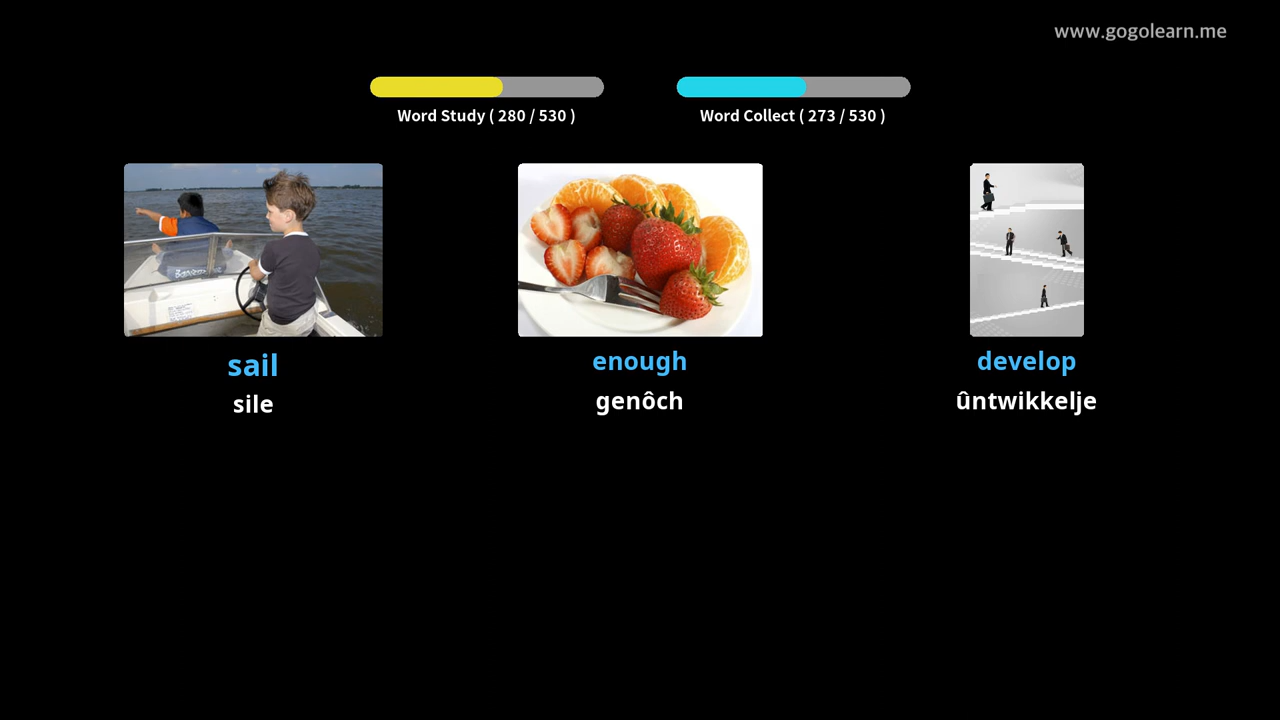 www.gogolearn.me
Word Study ( 280 / 530 )
Word Collect ( 273 / 530 )
sail
sile
enough
genôch
develop
ûntwikkelje